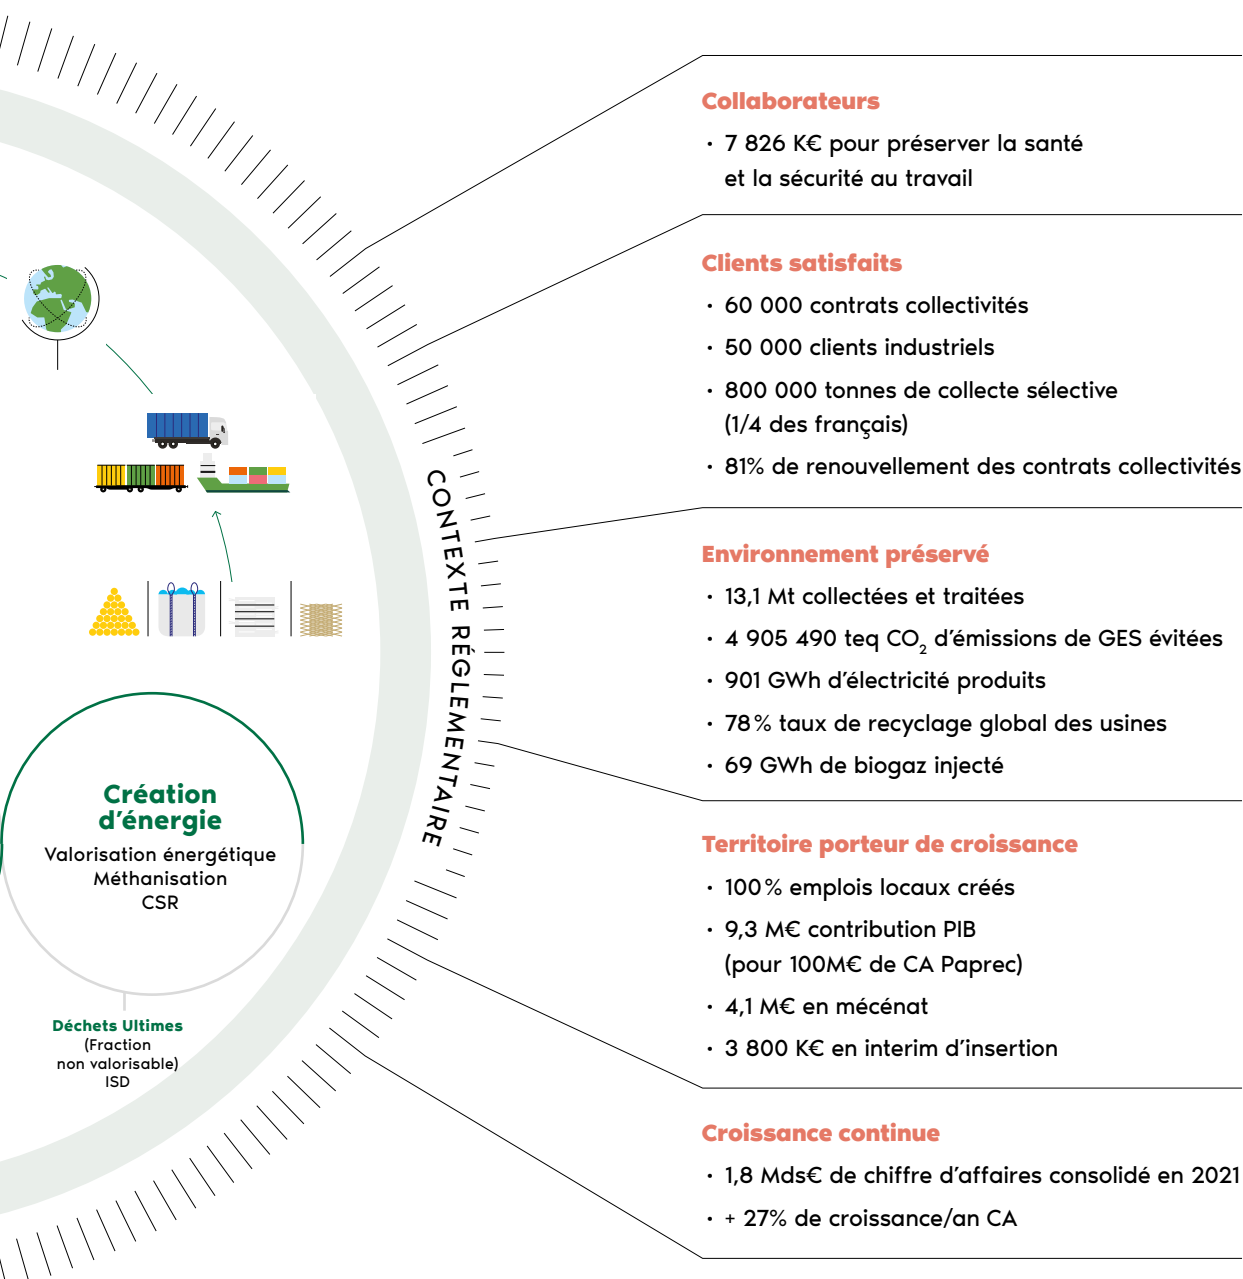 Collaborateurs
· 7 826 K€ pour préserver la santé
et la sécurité au travail
Clients satisfaits
· 60 000 contrats collectivités
· 50 000 clients industriels
· 800 000 tonnes de collecte sélective
(1/4 des français)
· 81% de renouvellement des contrats collectivités
CONTEXTE RÉGLEMENTAIRE
Environnement préservé
· 13,1 Mt collectées et traitées
· 4 905 490 teq CO₂ d’émissions de GES évitées
· 901 GWh d’électricité produits
· 78% taux de recyclage global des usines
· 69 GWh de biogaz injecté
Création
d’énergie
Valorisation énergétique
Méthanisation
CSR
Déchets Ultimes
(Fraction
non valorisable)
ISD
Territoire porteur de croissance
· 100% emplois locaux créés
· 9,3 M€ contribution PIB
(pour 100M€ de CA Paprec)
· 4,1 M€ en mécénat
· 3 800 K€ en interim d’insertion
Croissance continue
· 1,8 Mds€ de chiffre d’affaires consolidé en 2021
· + 27% de croissance/an CA